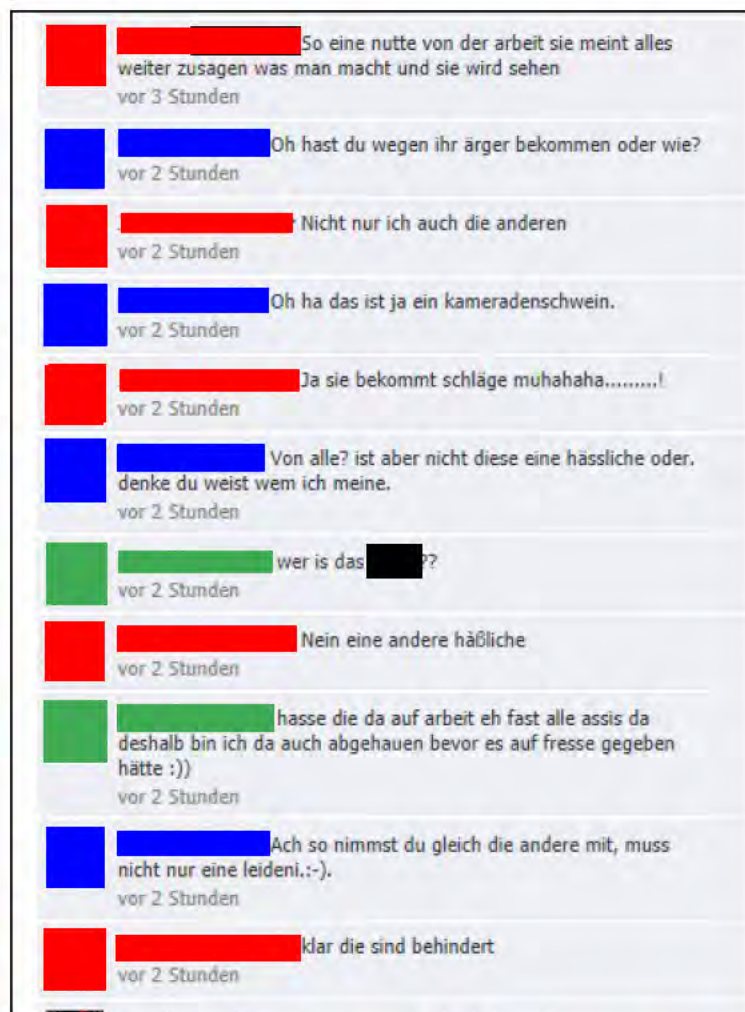 So eine nutte von der arbeit sie meint alles
weiter zusagen was man macht und sie wird sehen
vor 3 Stunden
Oh hast du wegen ihr ärger bekommen oder wie?
vor 2 Stunden
Nicht nur ich auch die anderen
vor 2 Stunden
Oh ha das ist ja ein kameradenschwein.
vor 2 Stunden
Ja sie bekommt schläge muhahaha.........!
vor 2 Stunden
Von alle? ist aber nicht diese eine hässliche oder.
denke du weist wem ich meine.
vor 2 Stunden
wer is das ??
vor 2 Stunden
Nein eine andere häßliche
vor 2 Stunden
hasse die da auf arbeit eh fast alle assis da
deshalb bin ich da auch abgehauen bevor es auf fresse gegeben
hätte :))
vor 2 Stunden
Ach so nimmst du gleich die andere mit, muss
nicht nur eine leideni.:-).
vor 2 Stunden
klar die sind behindert
vor 2 Stunden